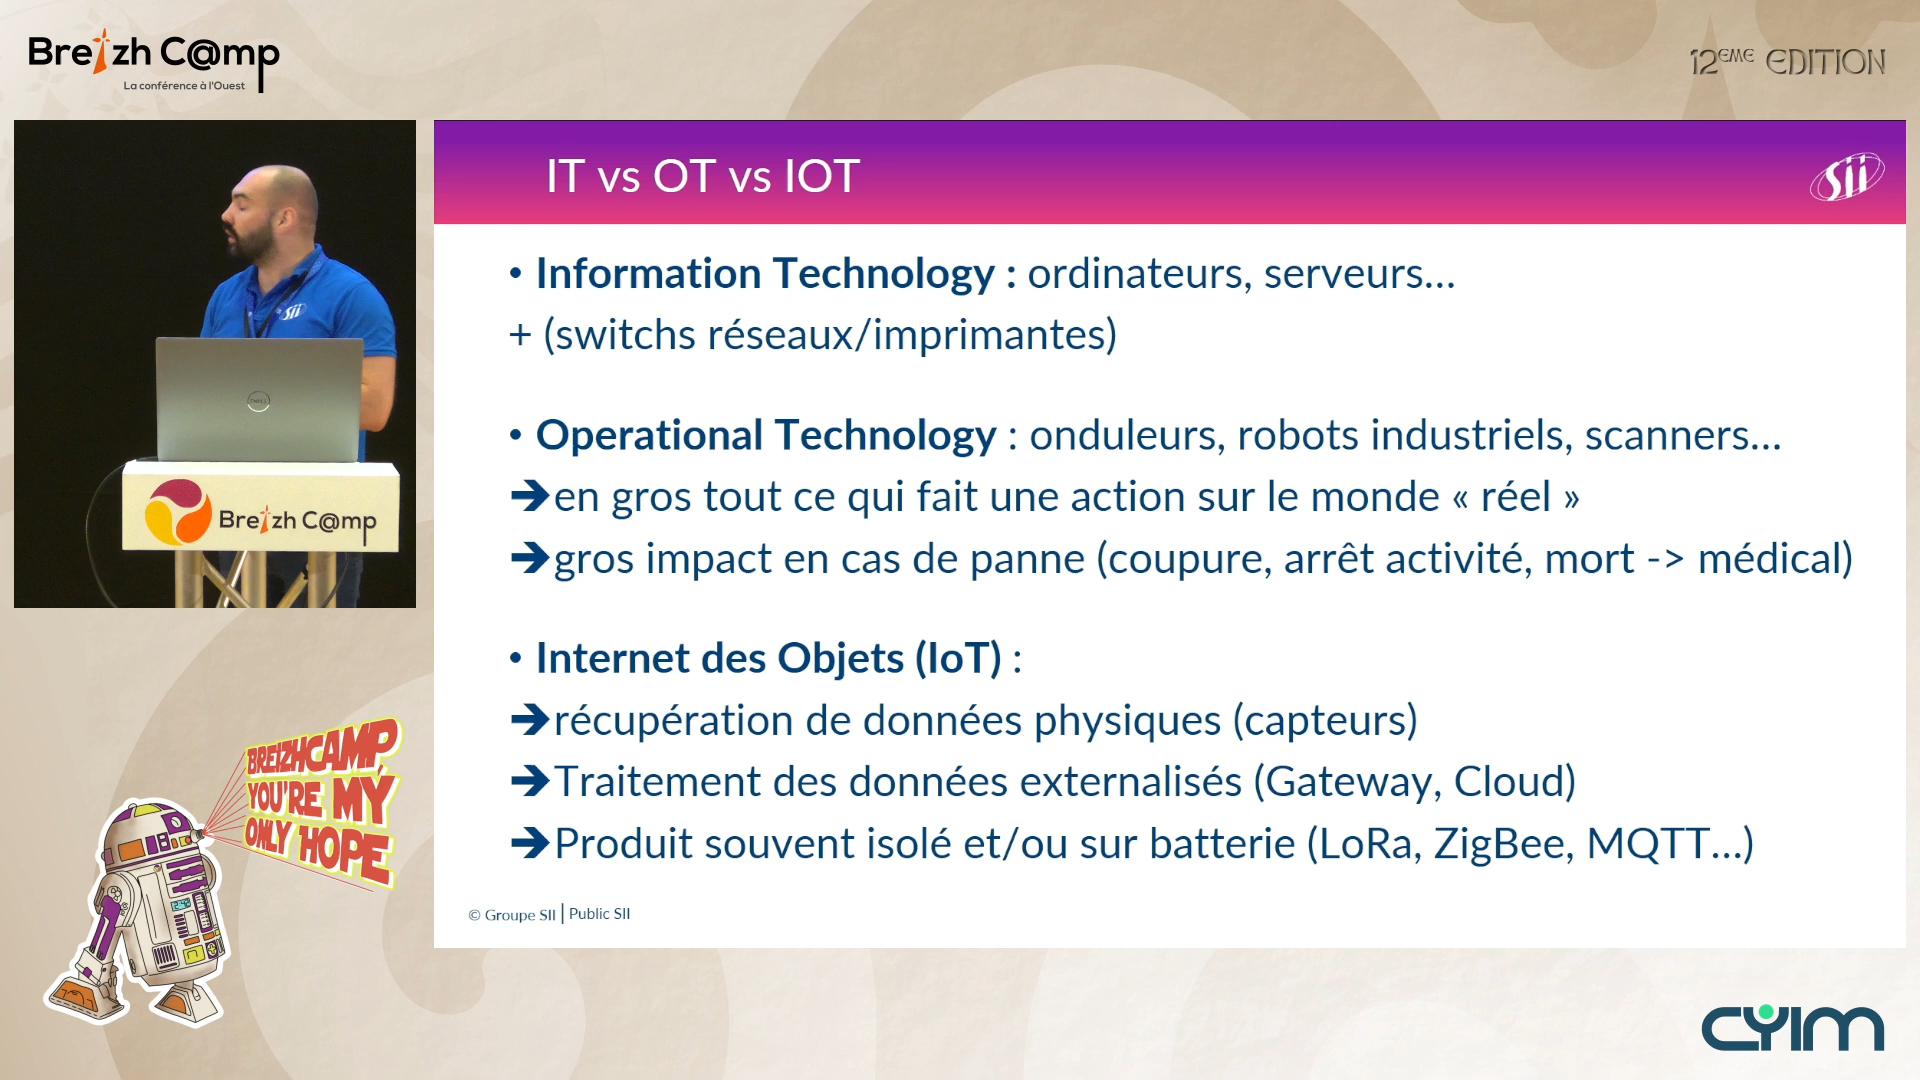 Breizh C@mp
La conférence à l'Ouest
12EME EDITION
IT vs OT vs IOT
sii
• Information Technology : ordinateurs, serveurs...
+ (switchs réseaux/imprimantes)
• Operational Technology : onduleurs, robots industriels, scanners...
➔en gros tout ce qui fait une action sur le monde « réel »
➔gros impact en cas de panne (coupure, arrêt activité, mort -> médical)
• Internet des Objets (IoT) :
➔récupération de données physiques (capteurs)
➔Traitement des données externalisés (Gateway, Cloud)
➔Produit souvent isolé et/ou sur batterie (LoRa, ZigBee, MQTT...)
© Groupe SII | Public SII
sii
DELL
Breizh C@mp
BREIZHCAMP
YOU'RE MY
ONLY HOPE
CYIM